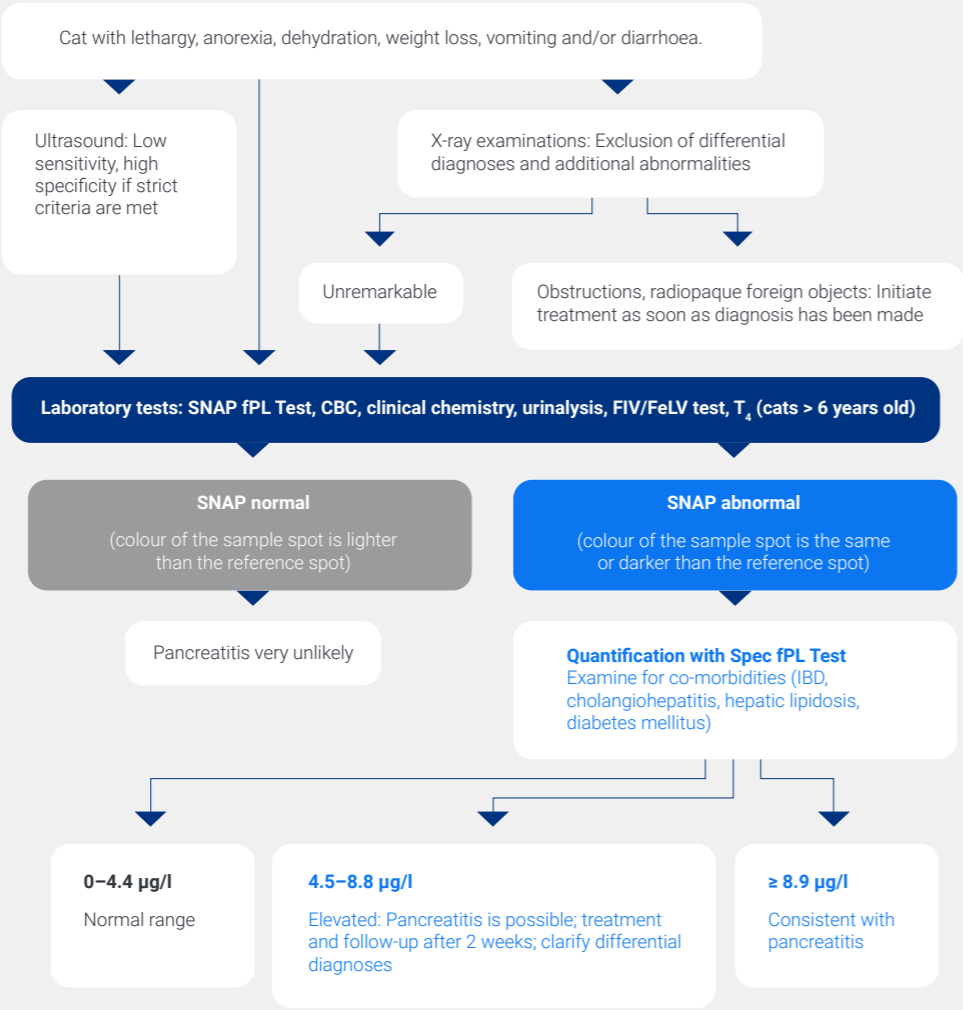 Cat with lethargy, anorexia, dehydration, weight loss, vomiting and/or diarrhoea.
Ultrasound: Low
sensitivity, high
specificity if strict
criteria are met
X-ray examinations: Exclusion of differential
diagnoses and additional abnormalities
Unremarkable
Obstructions, radiopaque foreign objects: Initiate
treatment as soon as diagnosis has been made
Laboratory tests: SNAP fPL Test, CBC, clinical chemistry, urinalysis, FIV/FeLV test, T4 (cats > 6 years old)
SNAP normal
(colour of the sample spot is lighter
than the reference spot)
SNAP abnormal
(colour of the sample spot is the same
or darker than the reference spot)
Pancreatitis very unlikely
Quantification with Spec fPL Test
Examine for co-morbidities (IBD,
cholangiohepatitis, hepatic lipidosis,
diabetes mellitus)
0–4.4 µg/l
Normal range
4.5–8.8 µg/l
Elevated: Pancreatitis is possible; treatment
and follow-up after 2 weeks; clarify differential
diagnoses
≥ 8.9 µg/l
Consistent with
pancreatitis